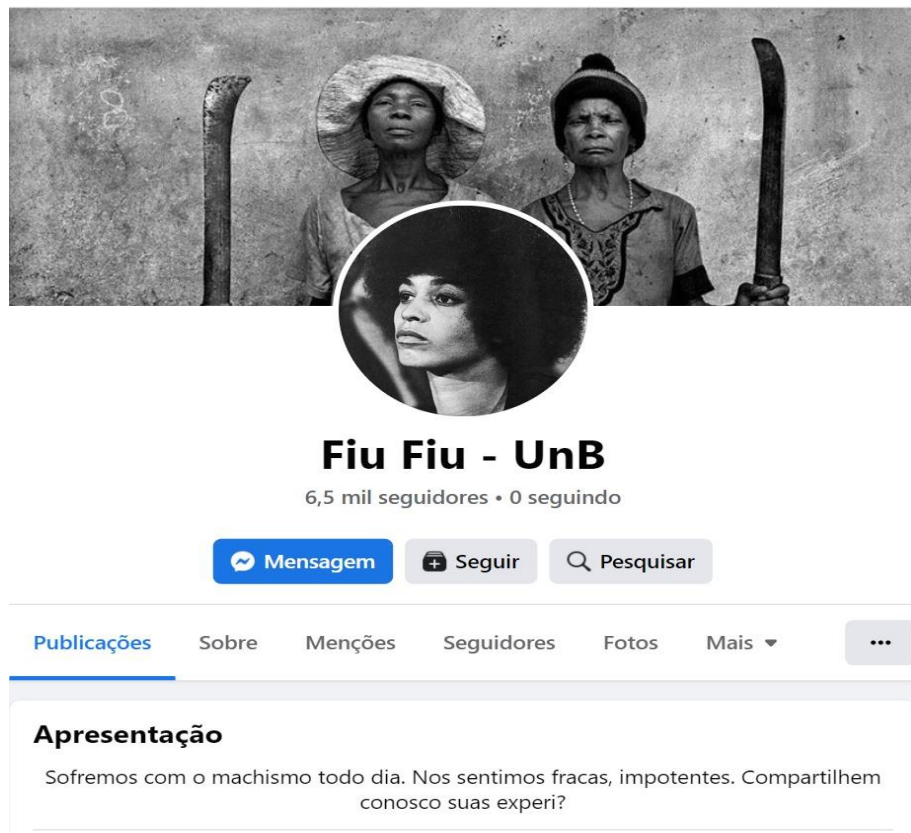 Fiu Fiu - UnB
6,5 mil seguidores • 0 seguindo
Mensagem Seguir Pesquisar
Publicações Sobre Menções Seguidores Fotos Mais
Apresentação
Sofremos com o machismo todo dia. Nos sentimos fracas, impotentes. Compartilhem
conosco suas experi?